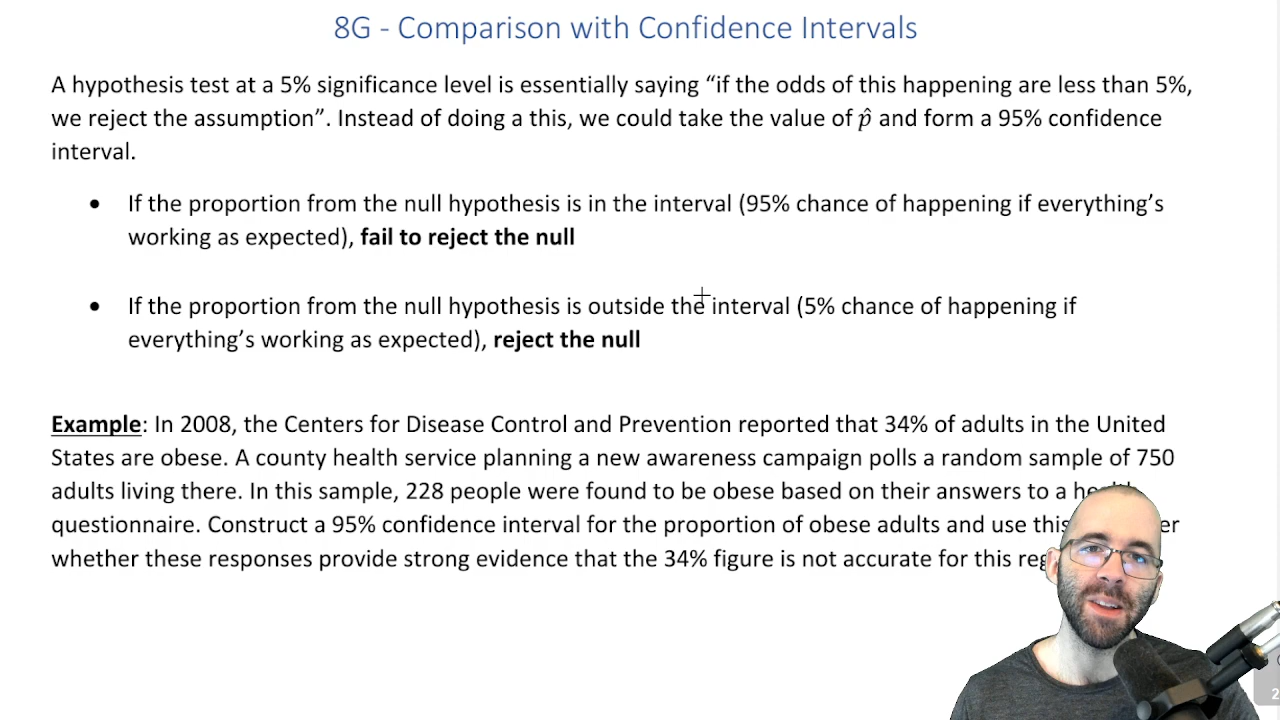 8G - Comparison with Confidence Intervals
A hypothesis test at a 5% significance level is essentially saying “if the odds of this happening are less than 5%,
we reject the assumption”. Instead of doing a this, we could take the value of p̂ and form a 95% confidence
interval.
• If the proportion from the null hypothesis is in the interval (95% chance of happening if everything’s
working as expected), fail to reject the null
• If the proportion from the null hypothesis is outside the interval (5% chance of happening if
everything’s working as expected), reject the null
Example: In 2008, the Centers for Disease Control and Prevention reported that 34% of adults in the United
States are obese. A county health service planning a new awareness campaign polls a random sample of 750
adults living there. In this sample, 228 people were found to be obese based on their answers to a
questionnaire. Construct a 95% confidence interval for the proportion of obese adults and use this
whether these responses provide strong evidence that the 34% figure is not accurate for this
2